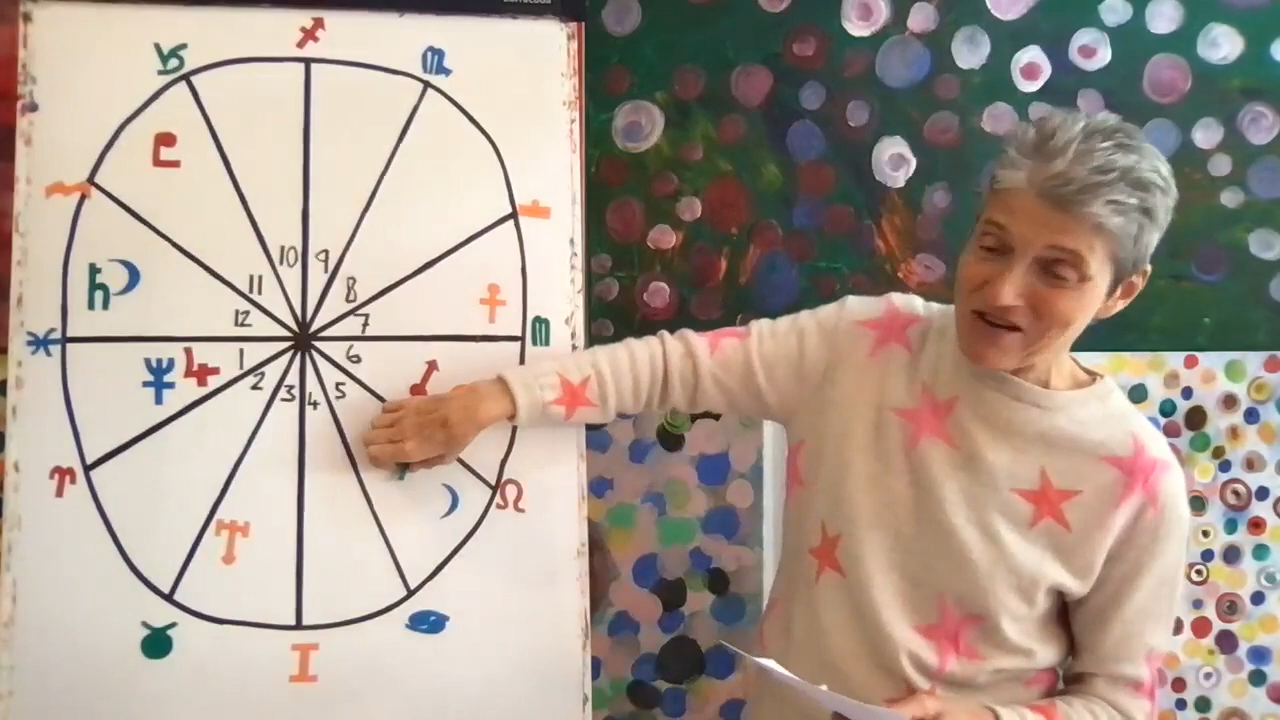 ♑ ♐ ♏
♇
♒ ♎
10 9
♄ ☽ 11 8 ♀
12 7
♓ ♍
♆ ♃ 1 6 ♂
2 3 4 5
♈ ☽ ♌
♅
♉ ♊ ♋